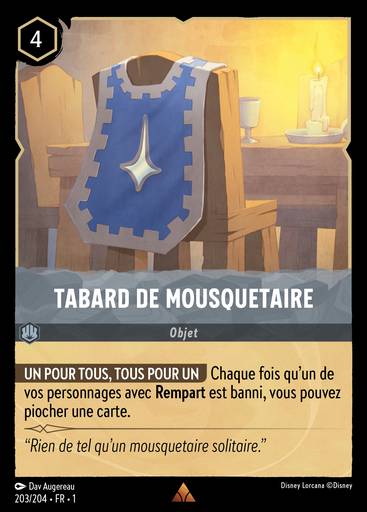 4
TABARD DE MOUSQUETAIRE
Objet
UN POUR TOUS, TOUS POUR UN Chaque fois qu'un de
vos personnages avec Rempart est banni, vous pouvez
piocher une carte.
“Rien de tel qu'un mousquetaire solitaire.”
Dav Augereau
Disney Lorcana ©Disney
203/204 • FR • 1